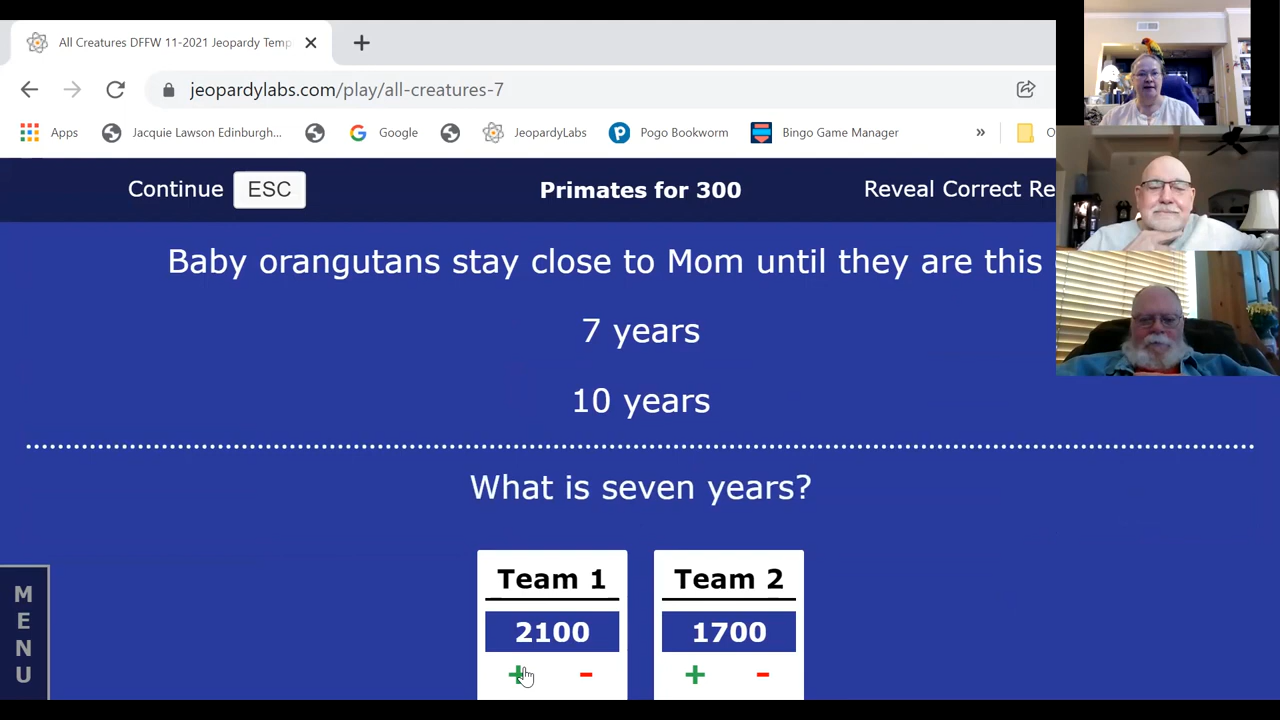 All Creatures DFFW 11-2021 Jeopardy Temp
jeopardylabs.com/play/all-creatures-7
Apps Jacquie Lawson Edinburgh... Google JeopardyLabs Pogo Bookworm Bingo Game Manager » O
Continue ESC Primates for 300 Reveal Correct Re
Baby orangutans stay close to Mom until they are this
7 years
10 years
What is seven years?
MENU
Team 1 Team 2
2100 1700
+ - + -